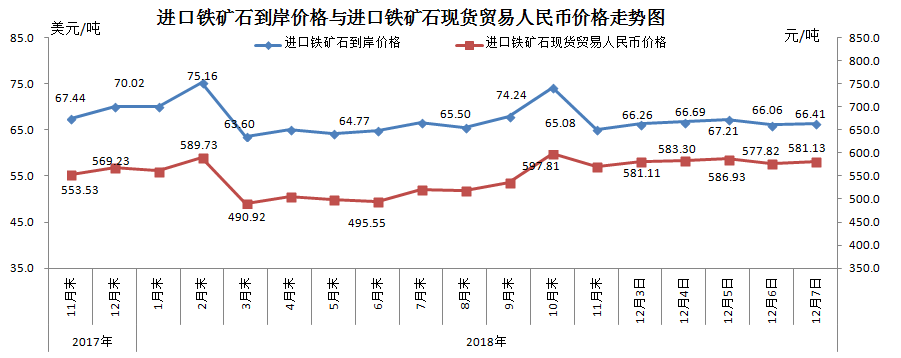 进口铁矿石到岸价格与进口铁矿石现货贸易人民币价格走势图
美元/吨
元/吨
进口铁矿石到岸价格 进口铁矿石现货贸易人民币价格
85.0
75.0
65.0
55.0
45.0
35.0
850.0
800.0
750.0
700.0
650.0
600.0
550.0
500.0
450.0
400.0
350.0
67.44 70.02 75.16 63.60 64.77 65.50 74.24 65.08 66.26 66.69 67.21 66.06 66.41
553.53 569.23 589.73 490.92 495.55 597.81 581.11 583.30 586.93 577.82 581.13
11月末 12月末 1月末 2月末 3月末 4月末 5月末 6月末 7月末 8月末 9月末 10月末 11月末 12月3日 12月4日 12月5日 12月6日 12月7日
2017年 2018年